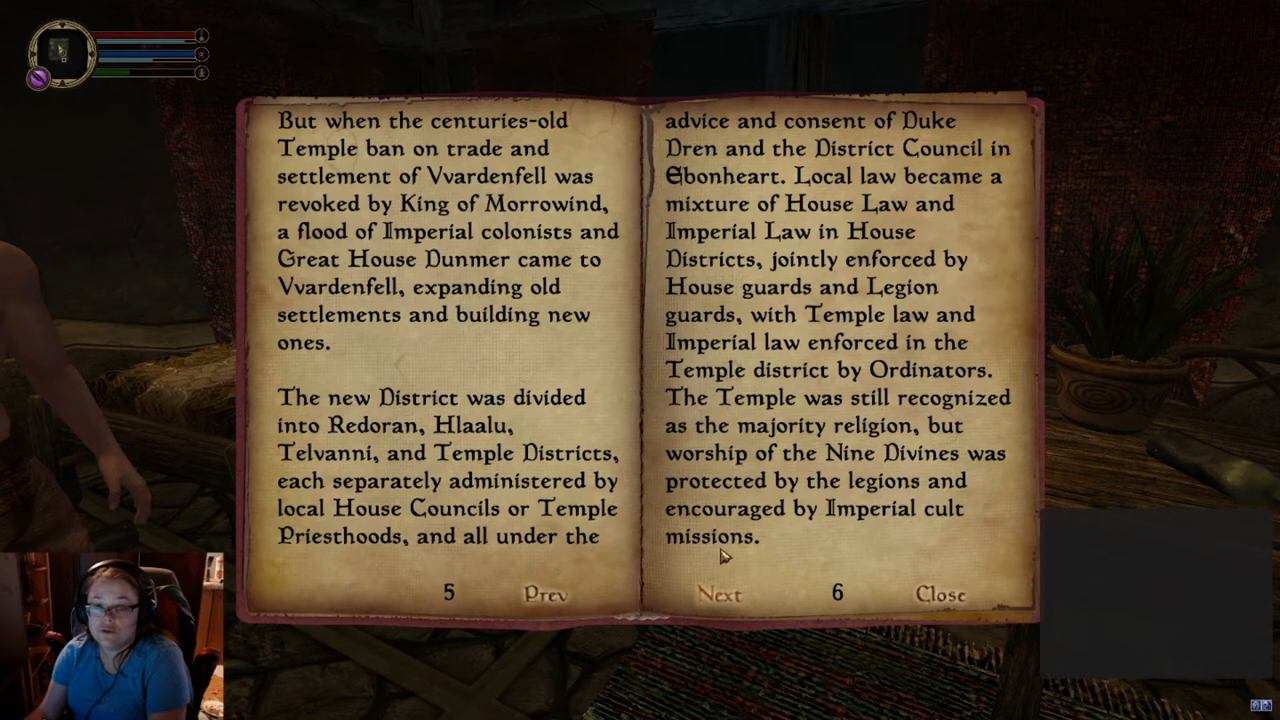 But when the centuries-old
Temple ban on trade and
settlement of Vvardenfell was
revoked by King of Morrowind,
a flood of Imperial colonists and
Great House Dunmer came to
Vvardenfell, expanding old
settlements and building new
ones.
The new District was divided
into Redoran, Hlaalu,
Telvanni, and Temple Districts,
each separately administered by
local House Councils or Temple
Priesthoods, and all under the
5
Prev
advice and consent of Duke
Dren and the District Council in
Ebonheart. Local law became a
mixture of House Law and
Imperial Law in House
Districts, jointly enforced by
House guards and Legion
guards, with Temple law and
Imperial law enforced in the
Temple district by Ordinators.
The Temple was still recognized
as the majority religion, but
worship of the Nine Divines was
protected by the legions and
encouraged by Imperial cult
missions.
Next
6
Close